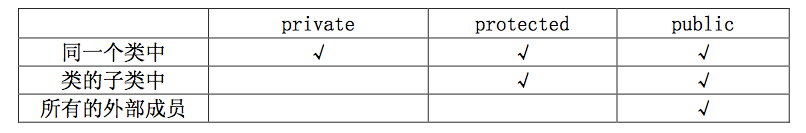 private protected public
同一个类中 √ √ √
类的子类中 √ √
所有的外部成员 √